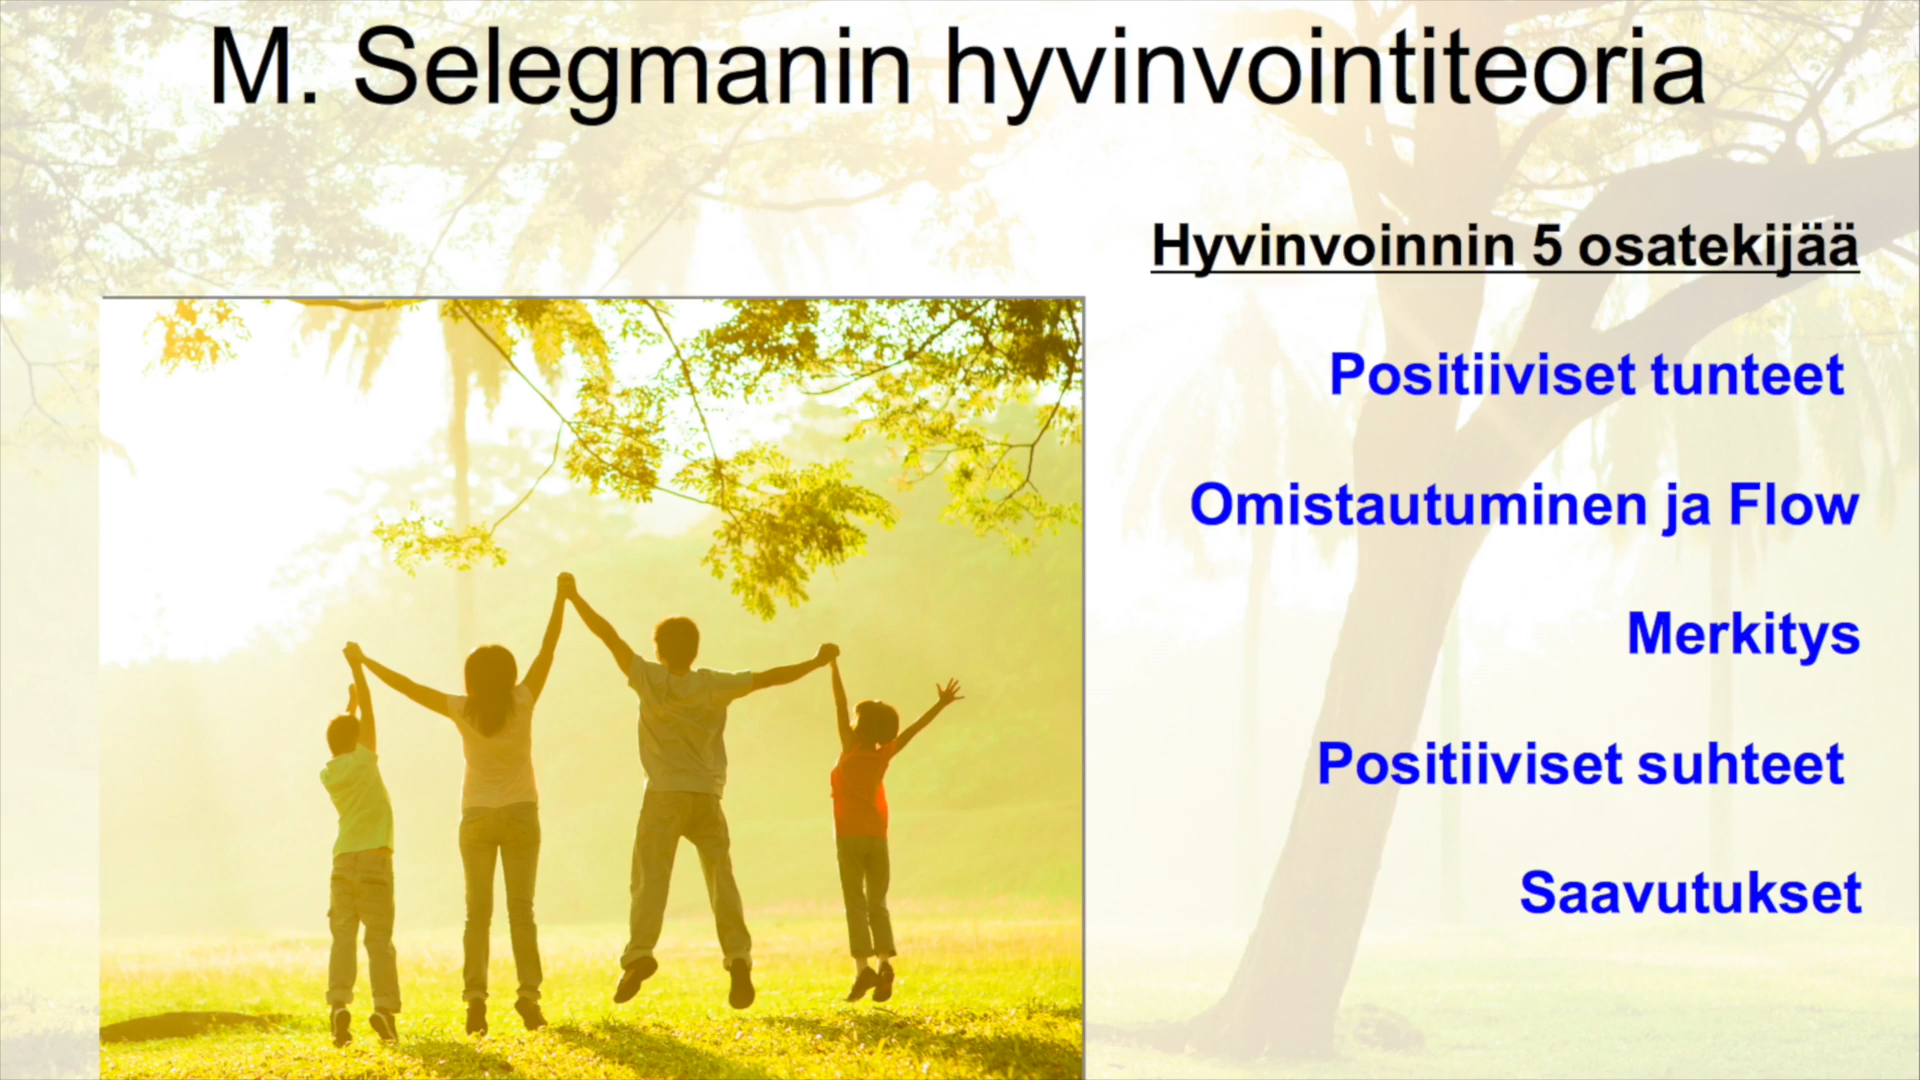 M. Selegmanin hyvinvointiteoria
Hyvinvoinnin 5 osatekijää
Positiiviset tunteet
Omistautuminen ja Flow
Merkitys
Positiiviset suhteet
Saavutukset